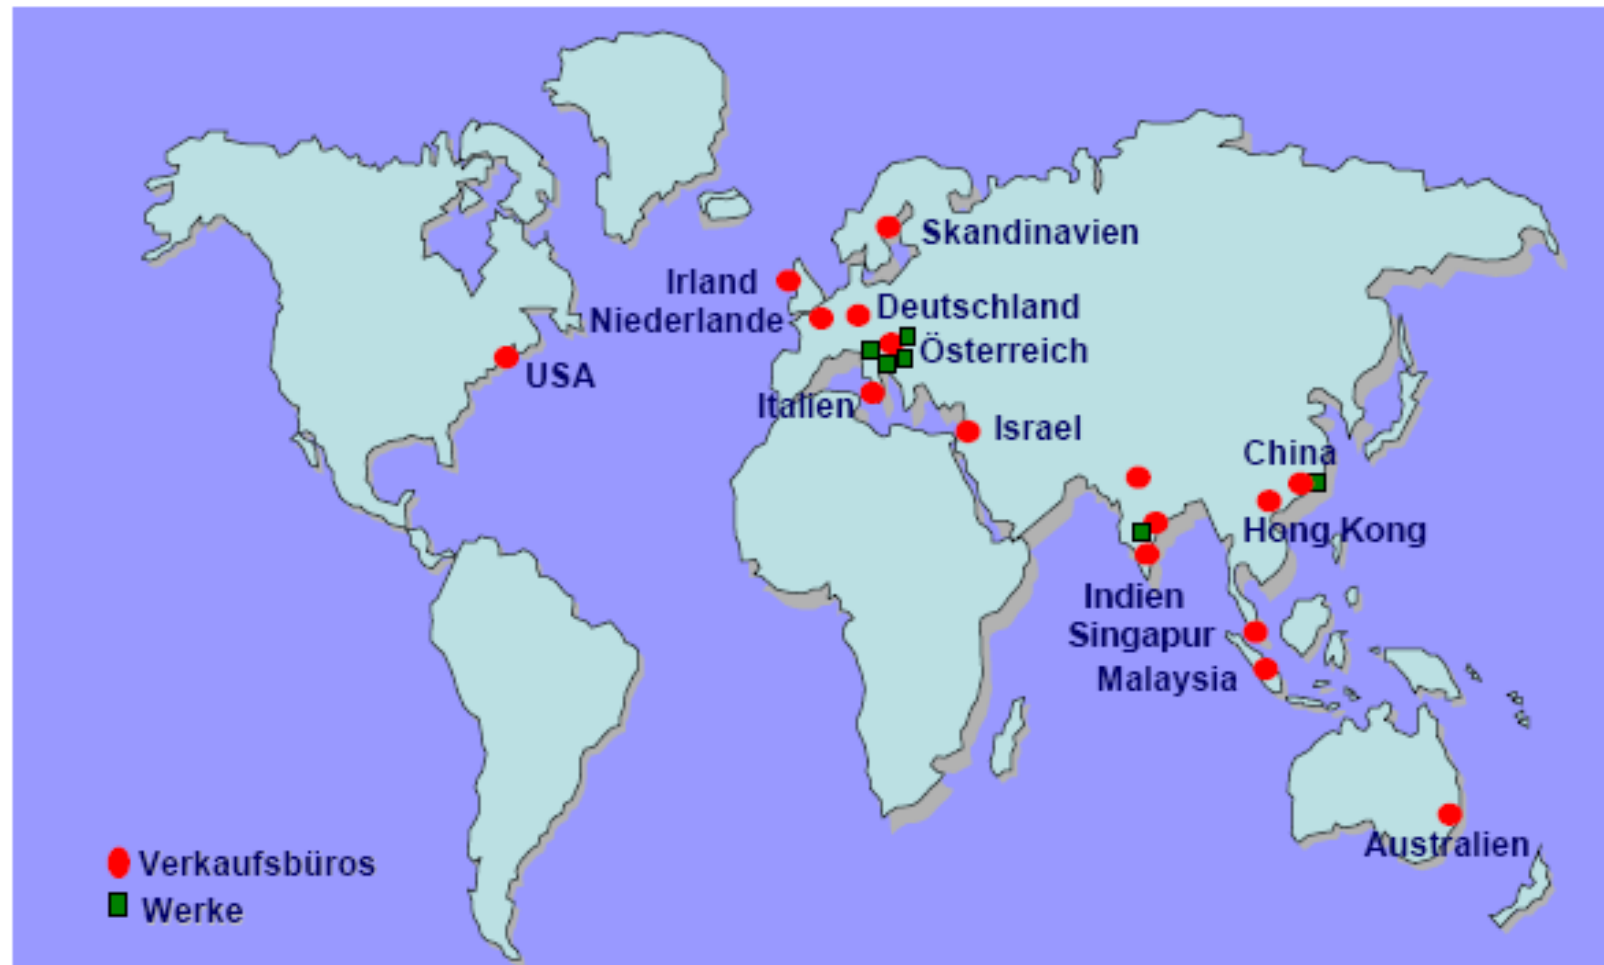 Skandinavien
Irland
Deutschland
Niederlande
Österreich
USA
Italien
Israel
China
Hong Kong
Indien
Singapur
Malaysia
Australien
Verkaufsbüros
Werke